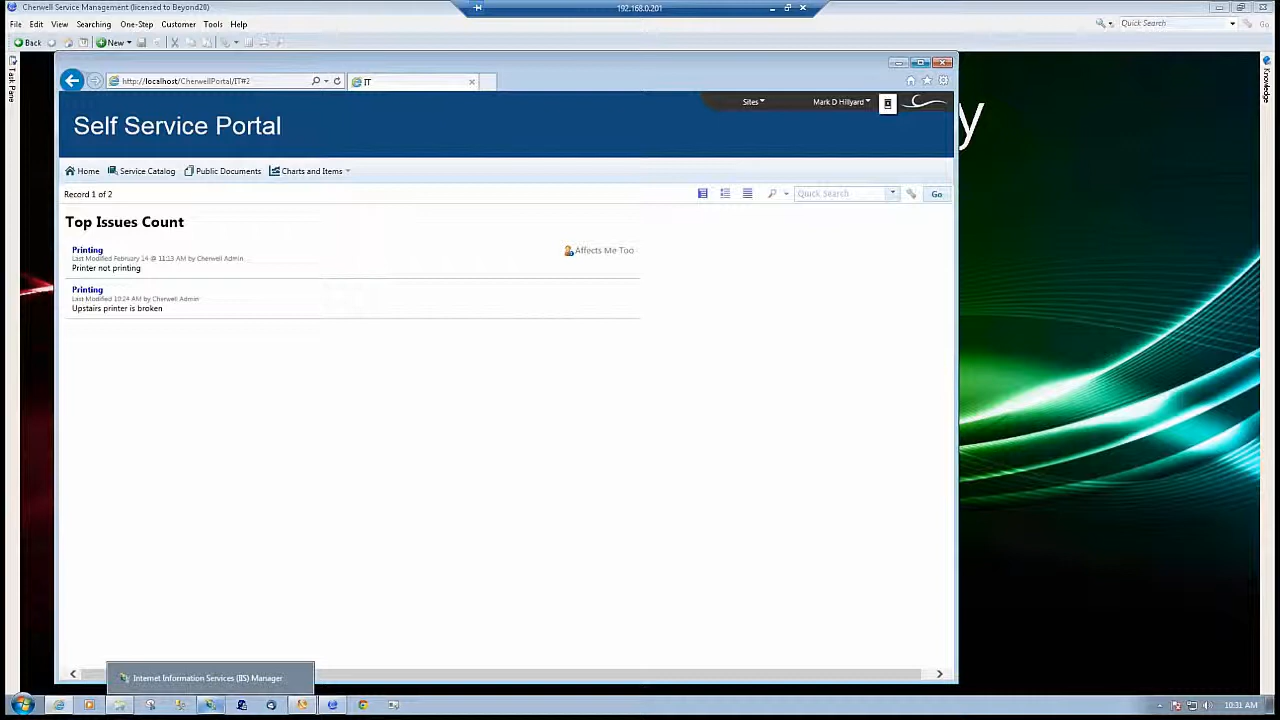 Cherwell Service Management (licensed to Beyond20)
192.168.0.201
File Edit View Searching One-Step Customer Tools Help
Quick Search Go
Back New
Task Pane
Knowledge
http://localhost/CherwellPortal/IT#2
IT
y
Sites Mark D Hillyard
Self Service Portal
Home Service Catalog Public Documents Charts and Items
Record 1 of 2
Quick Search Go
Top Issues Count
Printing
Affects Me Too
Last Modified February 14 @ 11:13 AM by Cherwell Admin
Printer not printing
Printing
Last Modified 10:24 AM by Cherwell Admin
Upstairs printer is broken
Internet Information Services (IIS) Manager
10:31 AM